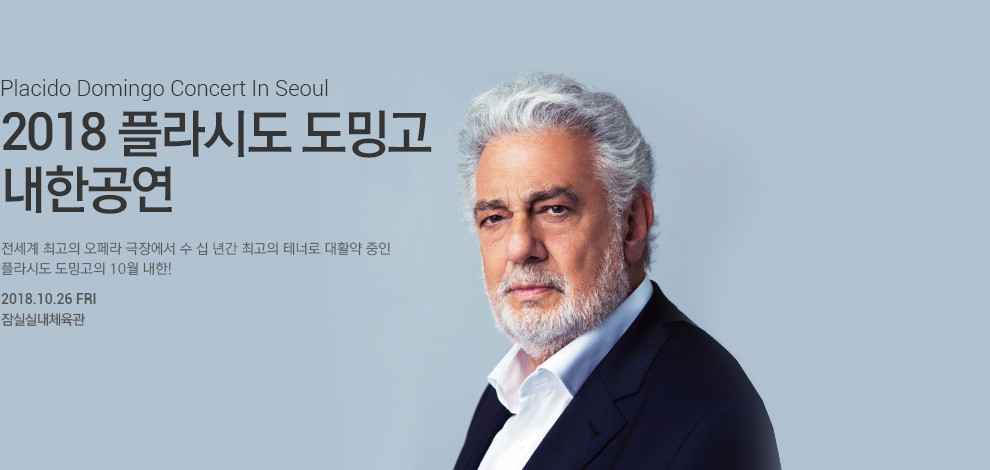 Placido Domingo Concert In Seoul
2018 플라시도 도밍고
내한공연
전세계 최고의 오페라 극장에서 수 십 년간 최고의 테너로 대활약 중인
플라시도 도밍고의 10월 내한!
2018.10.26 FRI
잠실실내체육관